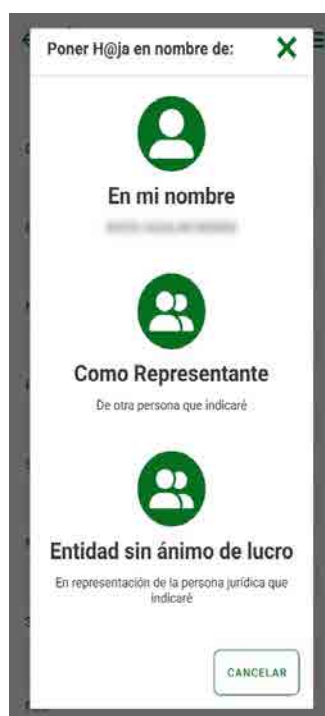 Poner H@ja en nombre de:
En mi nombre
Como Representante
De otra persona que indicaré
Entidad sin ánimo de lucro
En representación de la persona jurídica que
indicaré
CANCELAR